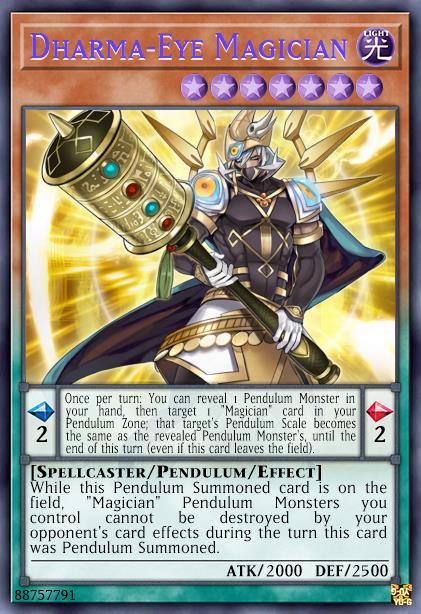 Dharma-Eye Magician
LIGHT
光
Once per turn: You can reveal 1 Pendulum Monster in
your hand, then target 1 "Magician" card in your
Pendulum Zone; that target's Pendulum Scale becomes
the same as the revealed Pendulum Monster's, until the
end of this turn (even if this card leaves the field).
2
2
[Spellcaster/Pendulum/Effect]
While this Pendulum Summoned card is on the
field, "Magician" Pendulum Monsters you
control cannot be destroyed by your
opponent's card effects during the turn this card
was Pendulum Summoned.
ATK/2000 DEF/2500
88757791